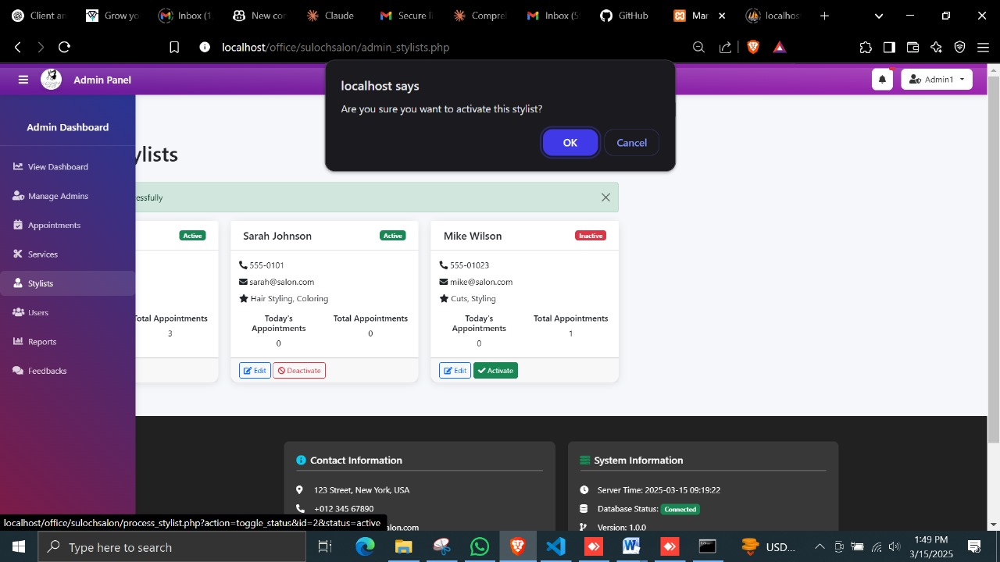 Client an
Grow yo
Inbox (1
New con
Claude
Secure li
Compre
Inbox (5
GitHub
Mar
localhos
localhost/office/sulochsalon/admin_stylists.php
Admin Panel
Admin1
localhost says
Are you sure you want to activate this stylist?
OK
Cancel
Admin Dashboard
View Dashboard
Manage Admins
Appointments
Services
Stylists
Users
Reports
Feedbacks
ylists
essfully
Active
Total Appointments
3
Sarah Johnson
Active
555-0101
sarah@salon.com
Hair Styling, Coloring
Today's Appointments
0
Total Appointments
0
Edit
Deactivate
Mike Wilson
Inactive
555-01023
mike@salon.com
Cuts, Styling
Today's Appointments
0
Total Appointments
1
Edit
Activate
Contact Information
123 Street, New York, USA
+012 345 67890
salon.com
System Information
Server Time: 2025-03-15 09:19:22
Database Status: Connected
Version: 1.0.0
localhost/office/sulochsalon/process_stylist.php?action=toggle_status&id=2&status=active
Type here to search
USD...
1:49 PM
3/15/2025